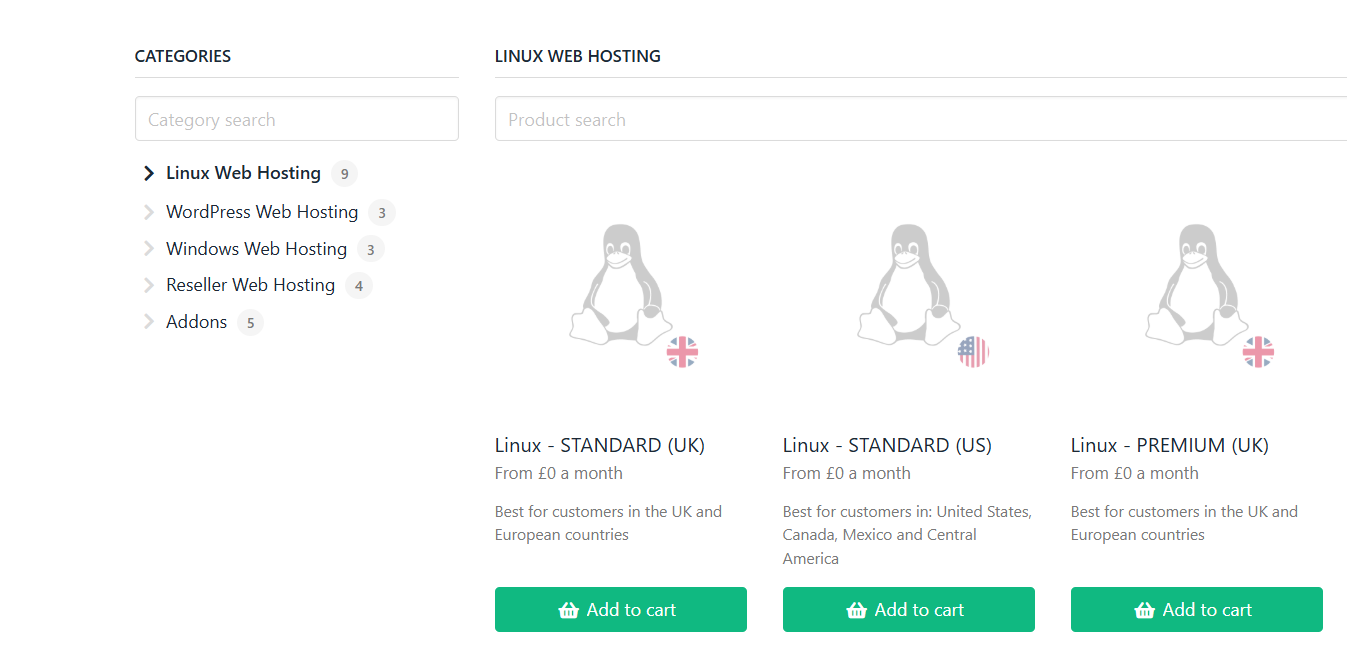 CATEGORIES
Category search
Linux Web Hosting 9
WordPress Web Hosting 3
Windows Web Hosting 3
Reseller Web Hosting 4
Addons 5
LINUX WEB HOSTING
Product search
Linux - STANDARD (UK)
From £0 a month
Best for customers in the UK and
European countries
Add to cart
Linux - STANDARD (US)
From £0 a month
Best for customers in: United States,
Canada, Mexico and Central
America
Add to cart
Linux - PREMIUM (UK)
From £0 a month
Best for customers in the UK and
European countries
Add to cart